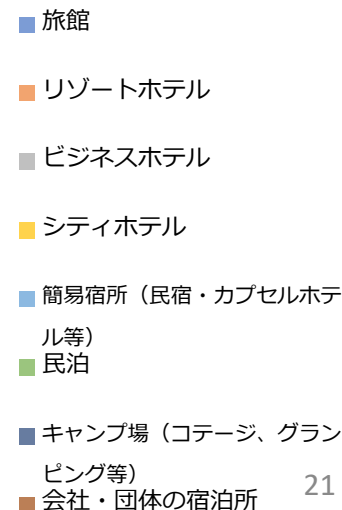 旅館
リゾートホテル
ビジネスホテル
シティホテル
簡易宿所（民宿・カプセルホテ
ル等）
民泊
キャンプ場（コテージ、グラン
ピング等）
21
会社・団体の宿泊所